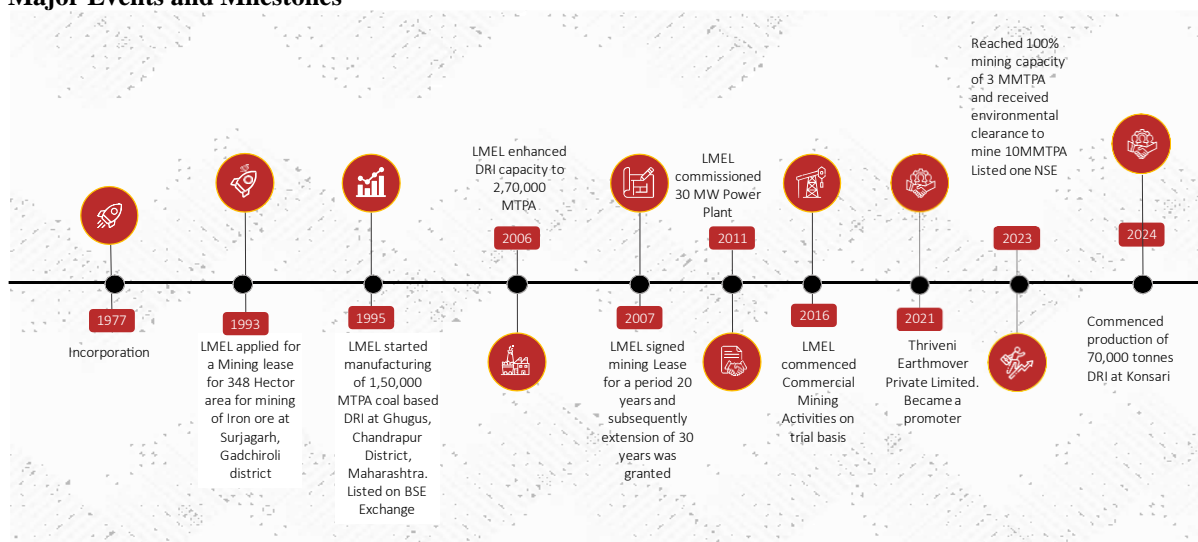 Major Events and Milestones
1977
Incorporation
1993
LMEL applied for
a Mining lease
for 348 Hector
area for mining
of Iron ore at
Surjagarh,
Gadchiroli
district
1995
LMEL started
manufacturing
of 1,50,000
MTPA coal based
DRI at Ghugus,
Chandrapur
District,
Maharashtra.
Listed on BSE
Exchange
LMEL enhanced
DRI capacity to
2,70,000
MTPA
2006
2007
LMEL signed
mining Lease
for a period 20
years and
subsequently
extension of 30
years was
granted
LMEL
commissioned
30 MW Power
Plant
2011
2016
LMEL
commenced
Commercial
Mining
Activities on
trial basis
2021
Thriveni
Earthmover
Private Limited.
Became a
promoter
Reached 100%
mining capacity
of 3 MMTPA
and received
environmental
clearance to
mine 10MMTPA
Listed one NSE
2023
2024
Commenced
production of
70,000 tonnes
DRI at Konsari